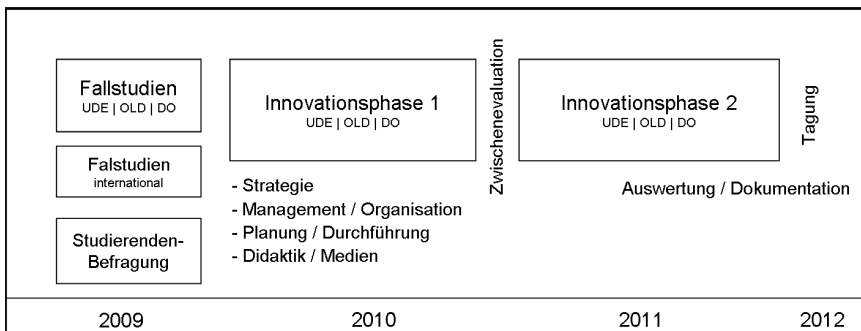 Fallstudien
UDE | OLD | DO
Falstudien
international
Studierenden-
Befragung
Innovationsphase 1
UDE | OLD | DO
- Strategie
- Management / Organisation
- Planung / Durchführung
- Didaktik / Medien
Zwischenevaluation
Innovationsphase 2
UDE | OLD | DO
Auswertung / Dokumentation
Tagung
2009
2010
2011
2012